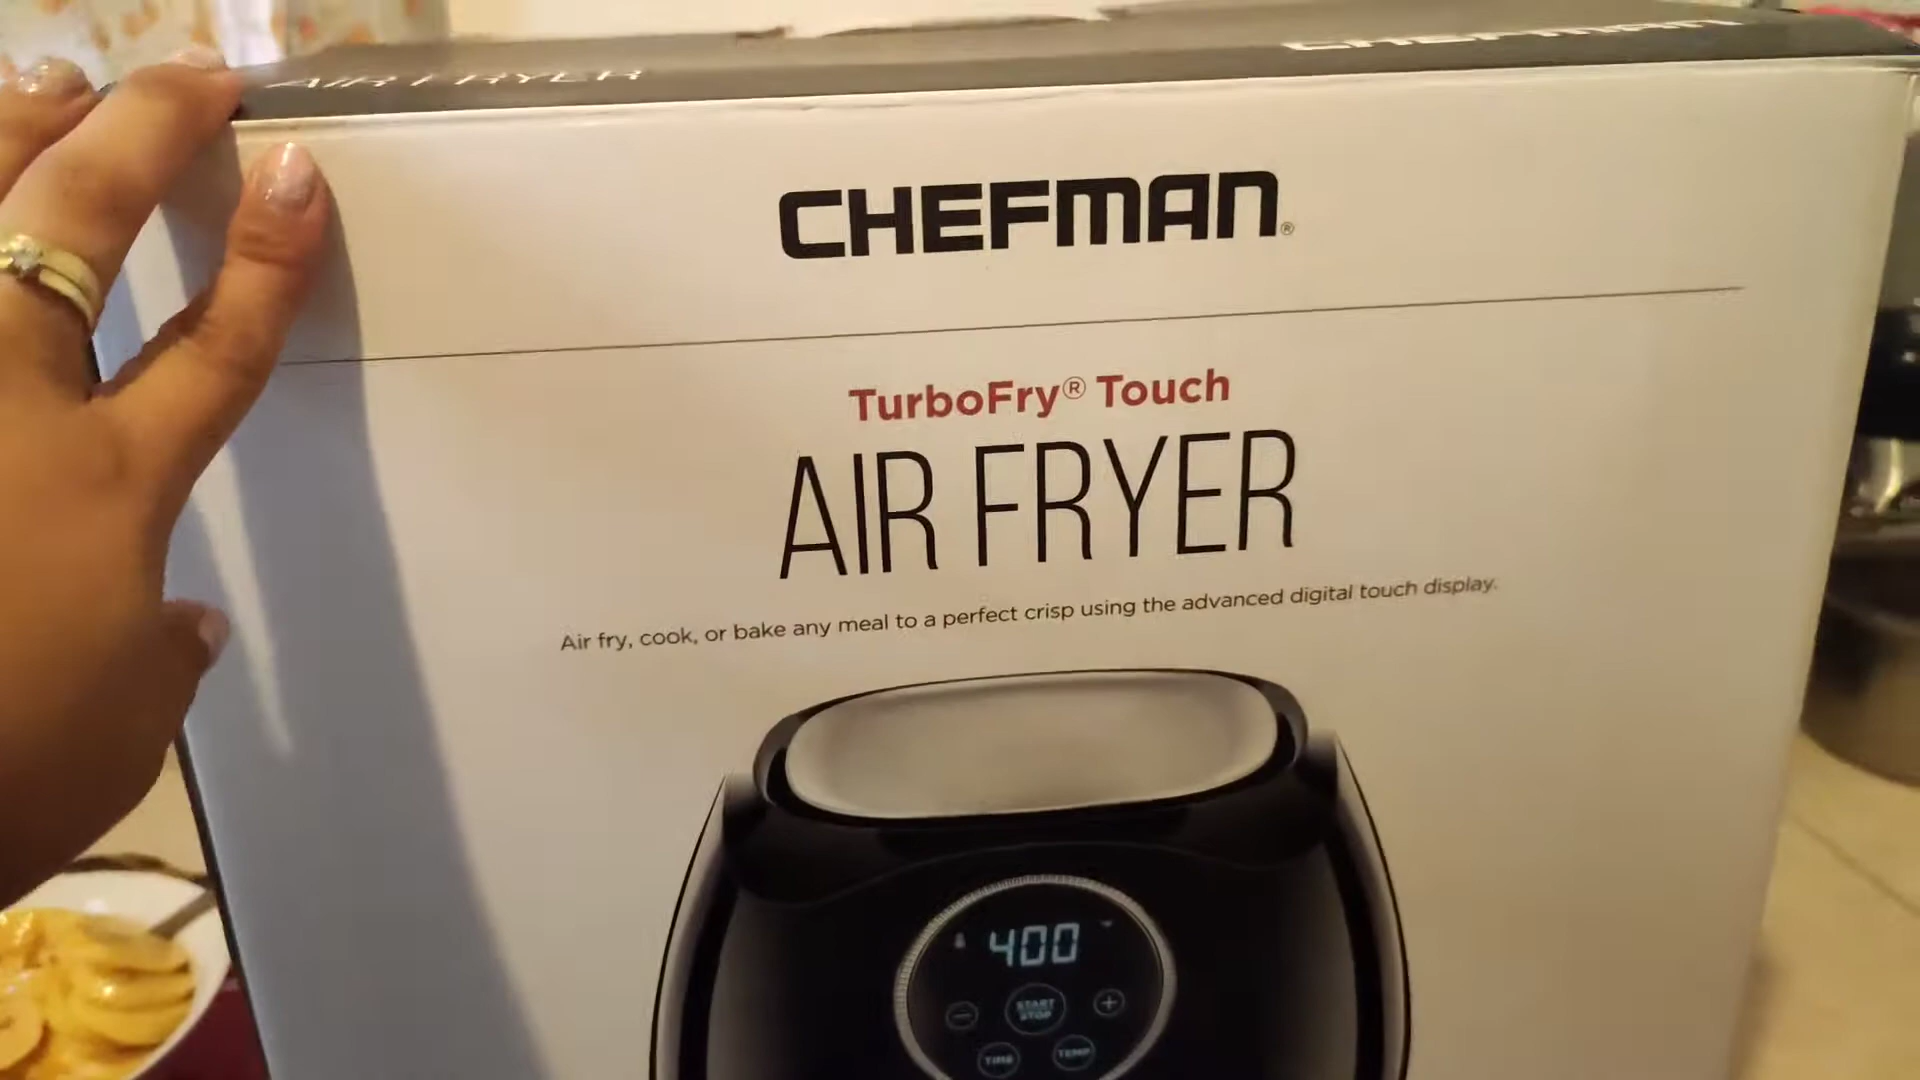 AIR FRYER
CHEFMAN
CHEFMAN®
TurboFry® Touch
AIR FRYER
Air fry, cook, or bake any meal to a perfect crisp using the advanced digital touch display.
400
START
STOP
TIME
TEMP